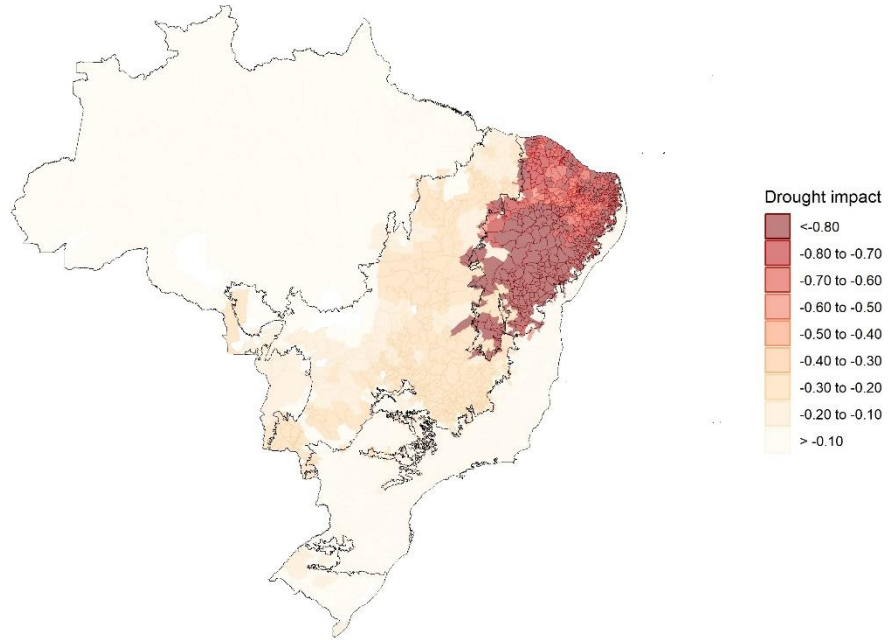 Drought impact
<-0.80
-0.80 to -0.70
-0.70 to -0.60
-0.60 to -0.50
-0.50 to -0.40
-0.40 to -0.30
-0.30 to -0.20
-0.20 to -0.10
> -0.10